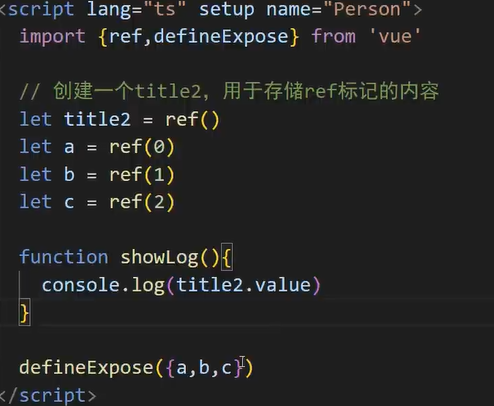 <script lang="ts" setup name="Person">
import {ref,defineExpose} from 'vue'
// 创建一个title2，用于存储ref标记的内容
let title2 = ref()
let a = ref(0)
let b = ref(1)
let c = ref(2)
function showLog(){
console.log(title2.value)
}
defineExpose({a,b,c})
</script>